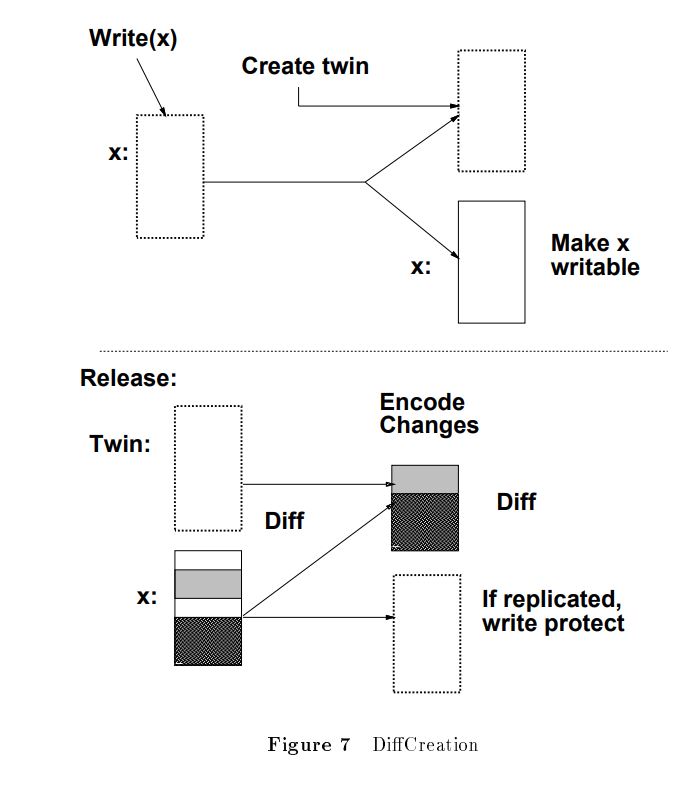 Write(x)
Create twin
x:
x:
Make x
writable
Release:
Encode
Changes
Twin:
Diff
Diff
x:
If replicated,
write protect
Figure 7 DiffCreation